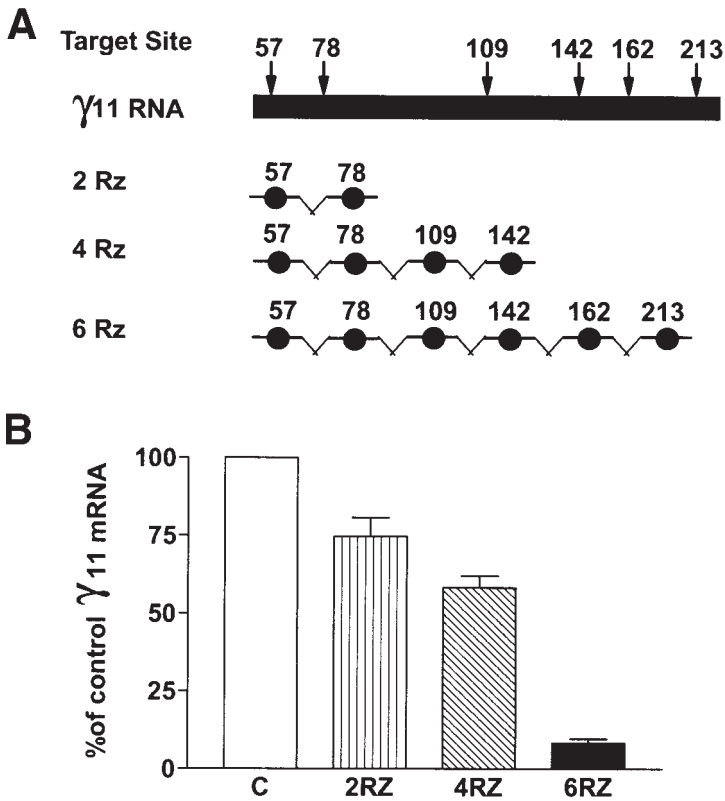 A
Target Site 57 78 109 142 162 213
γ11 RNA
57 78
2 Rz
57 78 109 142
4 Rz
57 78 109 142 162 213
6 Rz
B
%of control γ11 mRNA
100
75
50
25
0
C 2RZ 4RZ 6RZ